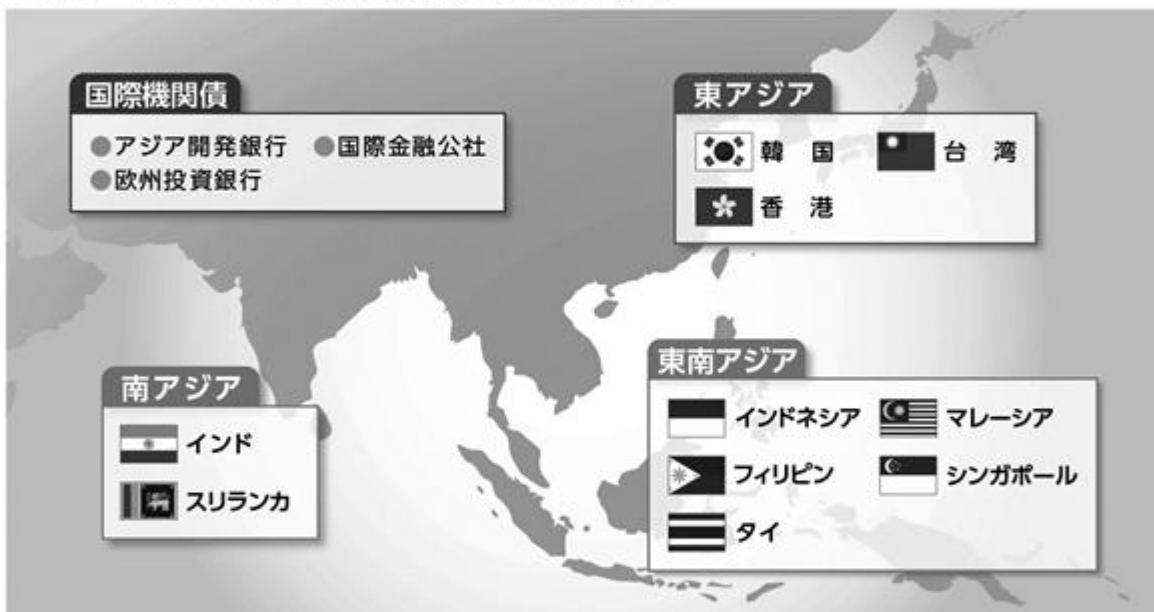 国際機関債
●アジア開発銀行 ●国際金融公社
●欧州投資銀行
東アジア
韓 国 台 湾
香 港
南アジア
インド
スリランカ
東南アジア
インドネシア マレーシア
フィリピン シンガポール
タイ